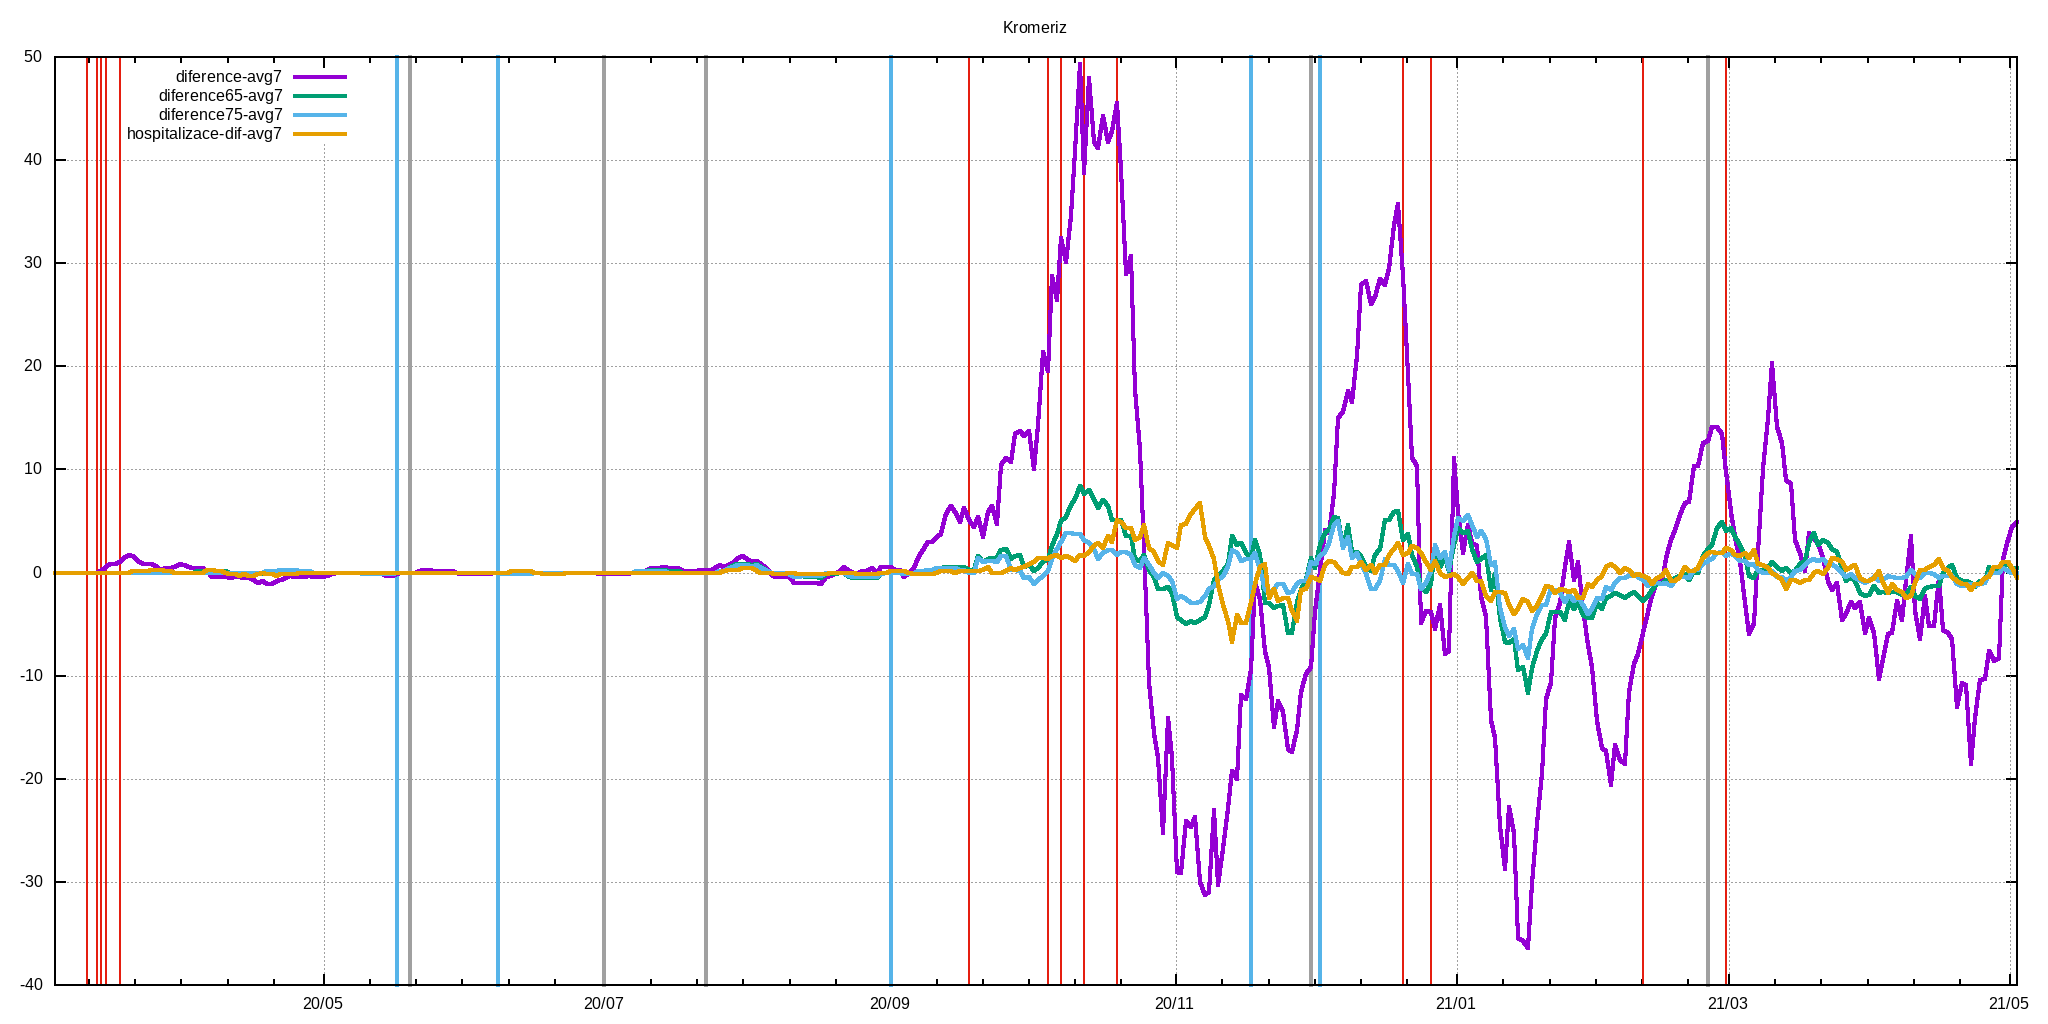 Kromeriz
diference-avg7
diference65-avg7
diference75-avg7
hospitalizace-dif-avg7
50
40
30
20
10
0
-10
-20
-30
-40
20/05 20/07 20/09 20/11 21/01 21/03 21/05